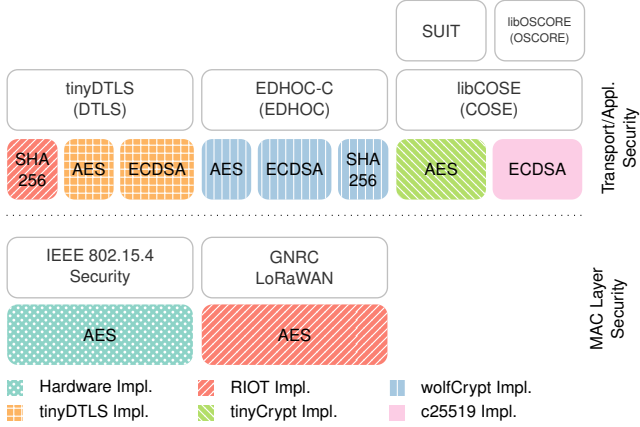 SUIT
libOSCORE
(OSCORE)
tinyDTLS
(DTLS)
EDHOC-C
(EDHOC)
libCOSE
(COSE)
SHA
256
AES
ECDSA
AES
ECDSA
SHA
256
AES
ECDSA
Transport/Appl.
Security
IEEE 802.15.4
Security
GNRC
LoRaWAN
AES
AES
MAC Layer
Security
Hardware Impl.
RIOT Impl.
wolfCrypt Impl.
tinyDTLS Impl.
tinyCrypt Impl.
c25519 Impl.